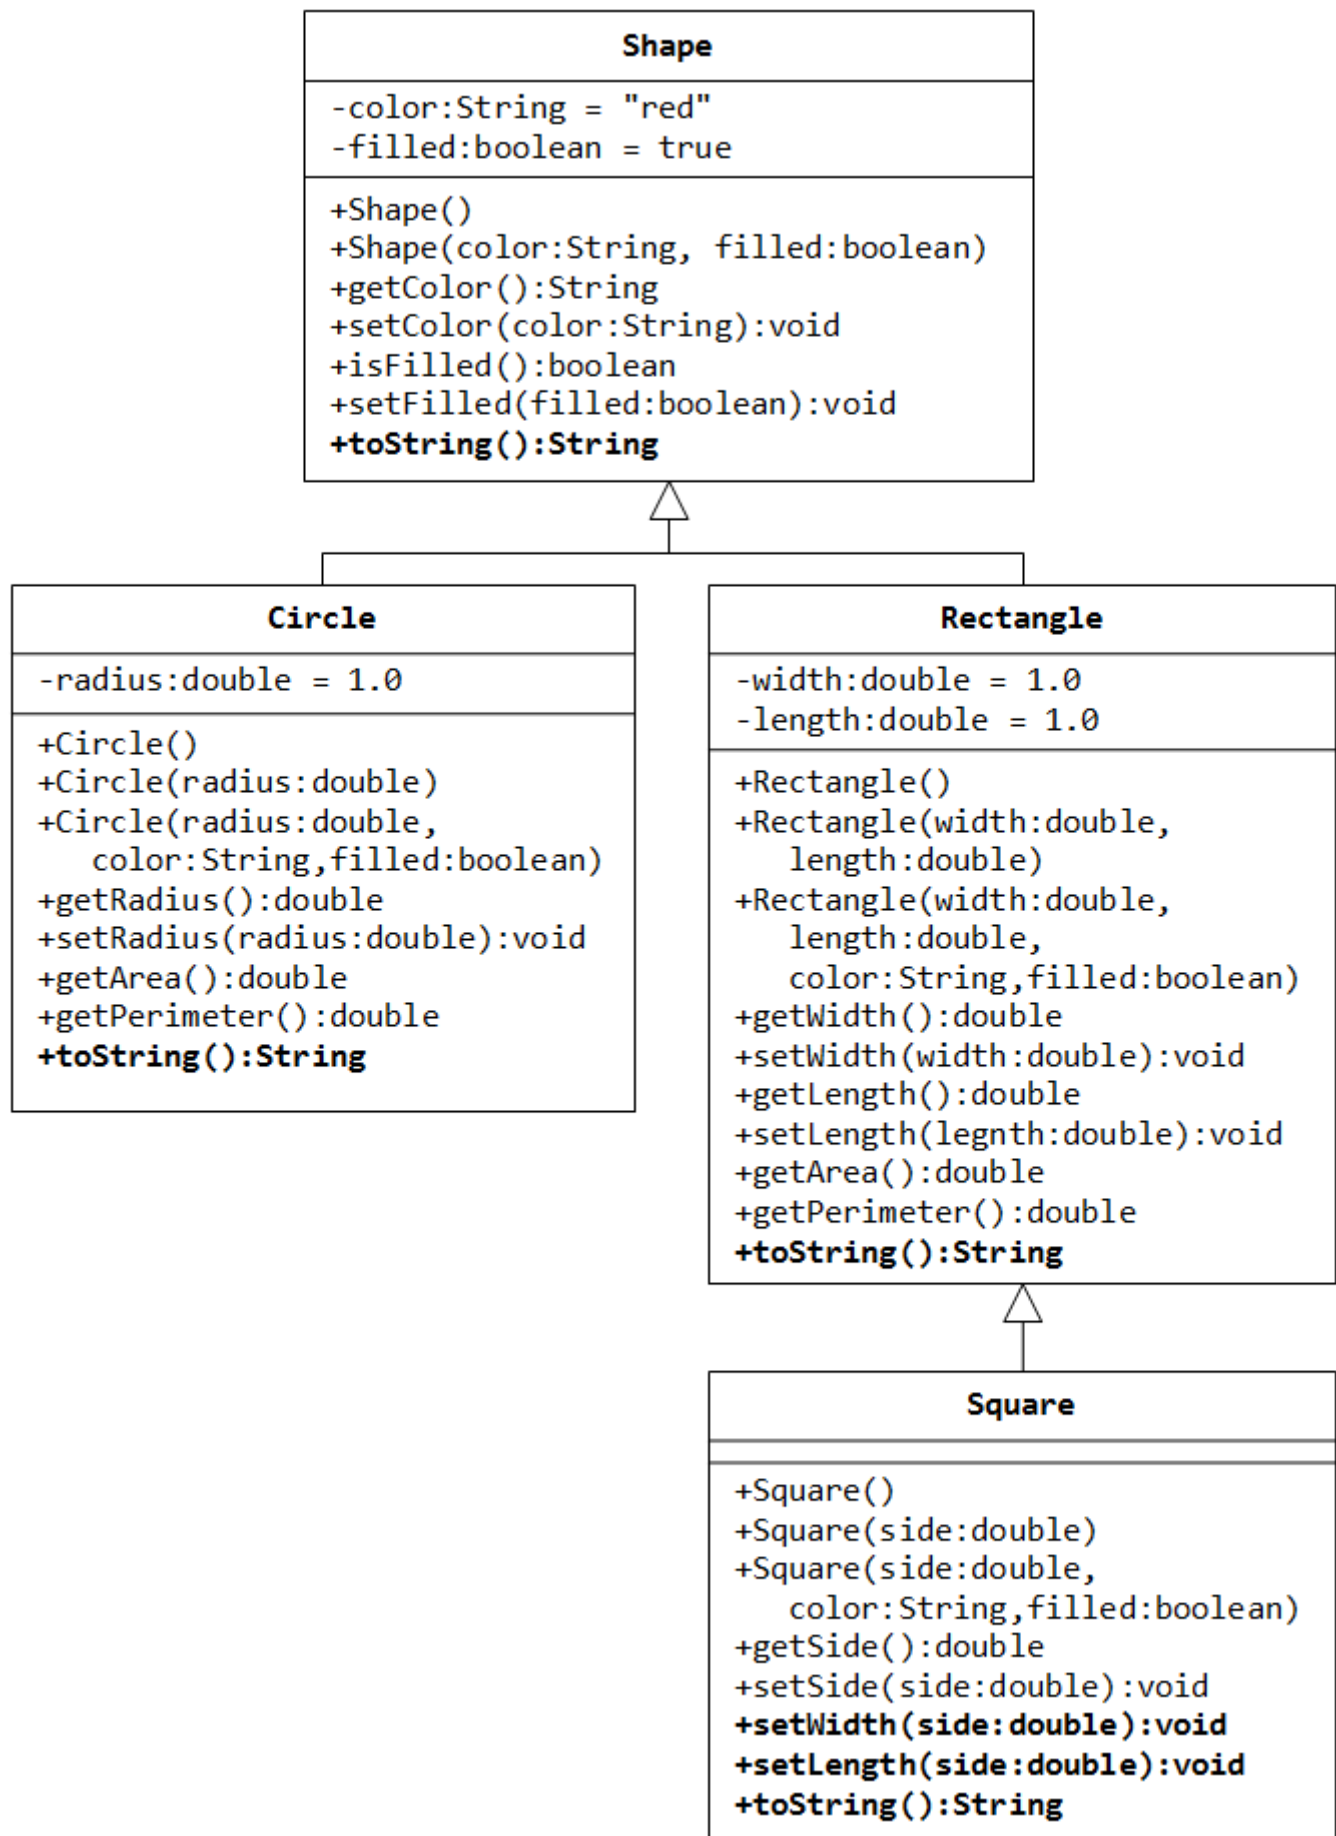 Shape
-color:String = "red"
-filled:boolean = true
+Shape()
+Shape(color:String, filled:boolean)
+getColor():String
+setColor(color:String):void
+isFilled():boolean
+setFilled(filled:boolean):void
+toString():String
Circle
-radius:double = 1.0
+Circle()
+Circle(radius:double)
+Circle(radius:double,
color:String,filled:boolean)
+getRadius():double
+setRadius(radius:double):void
+getArea():double
+getPerimeter():double
+toString():String
Rectangle
-width:double = 1.0
-length:double = 1.0
+Rectangle()
+Rectangle(width:double,
length:double)
+Rectangle(width:double,
length:double,
color:String,filled:boolean)
+getWidth():double
+setWidth(width:double):void
+getLength():double
+setLength(legnth:double):void
+getArea():double
+getPerimeter():double
+toString():String
Square
+Square()
+Square(side:double)
+Square(side:double,
color:String,filled:boolean)
+getSide():double
+setSide(side:double):void
+setWidth(side:double):void
+setLength(side:double):void
+toString():String